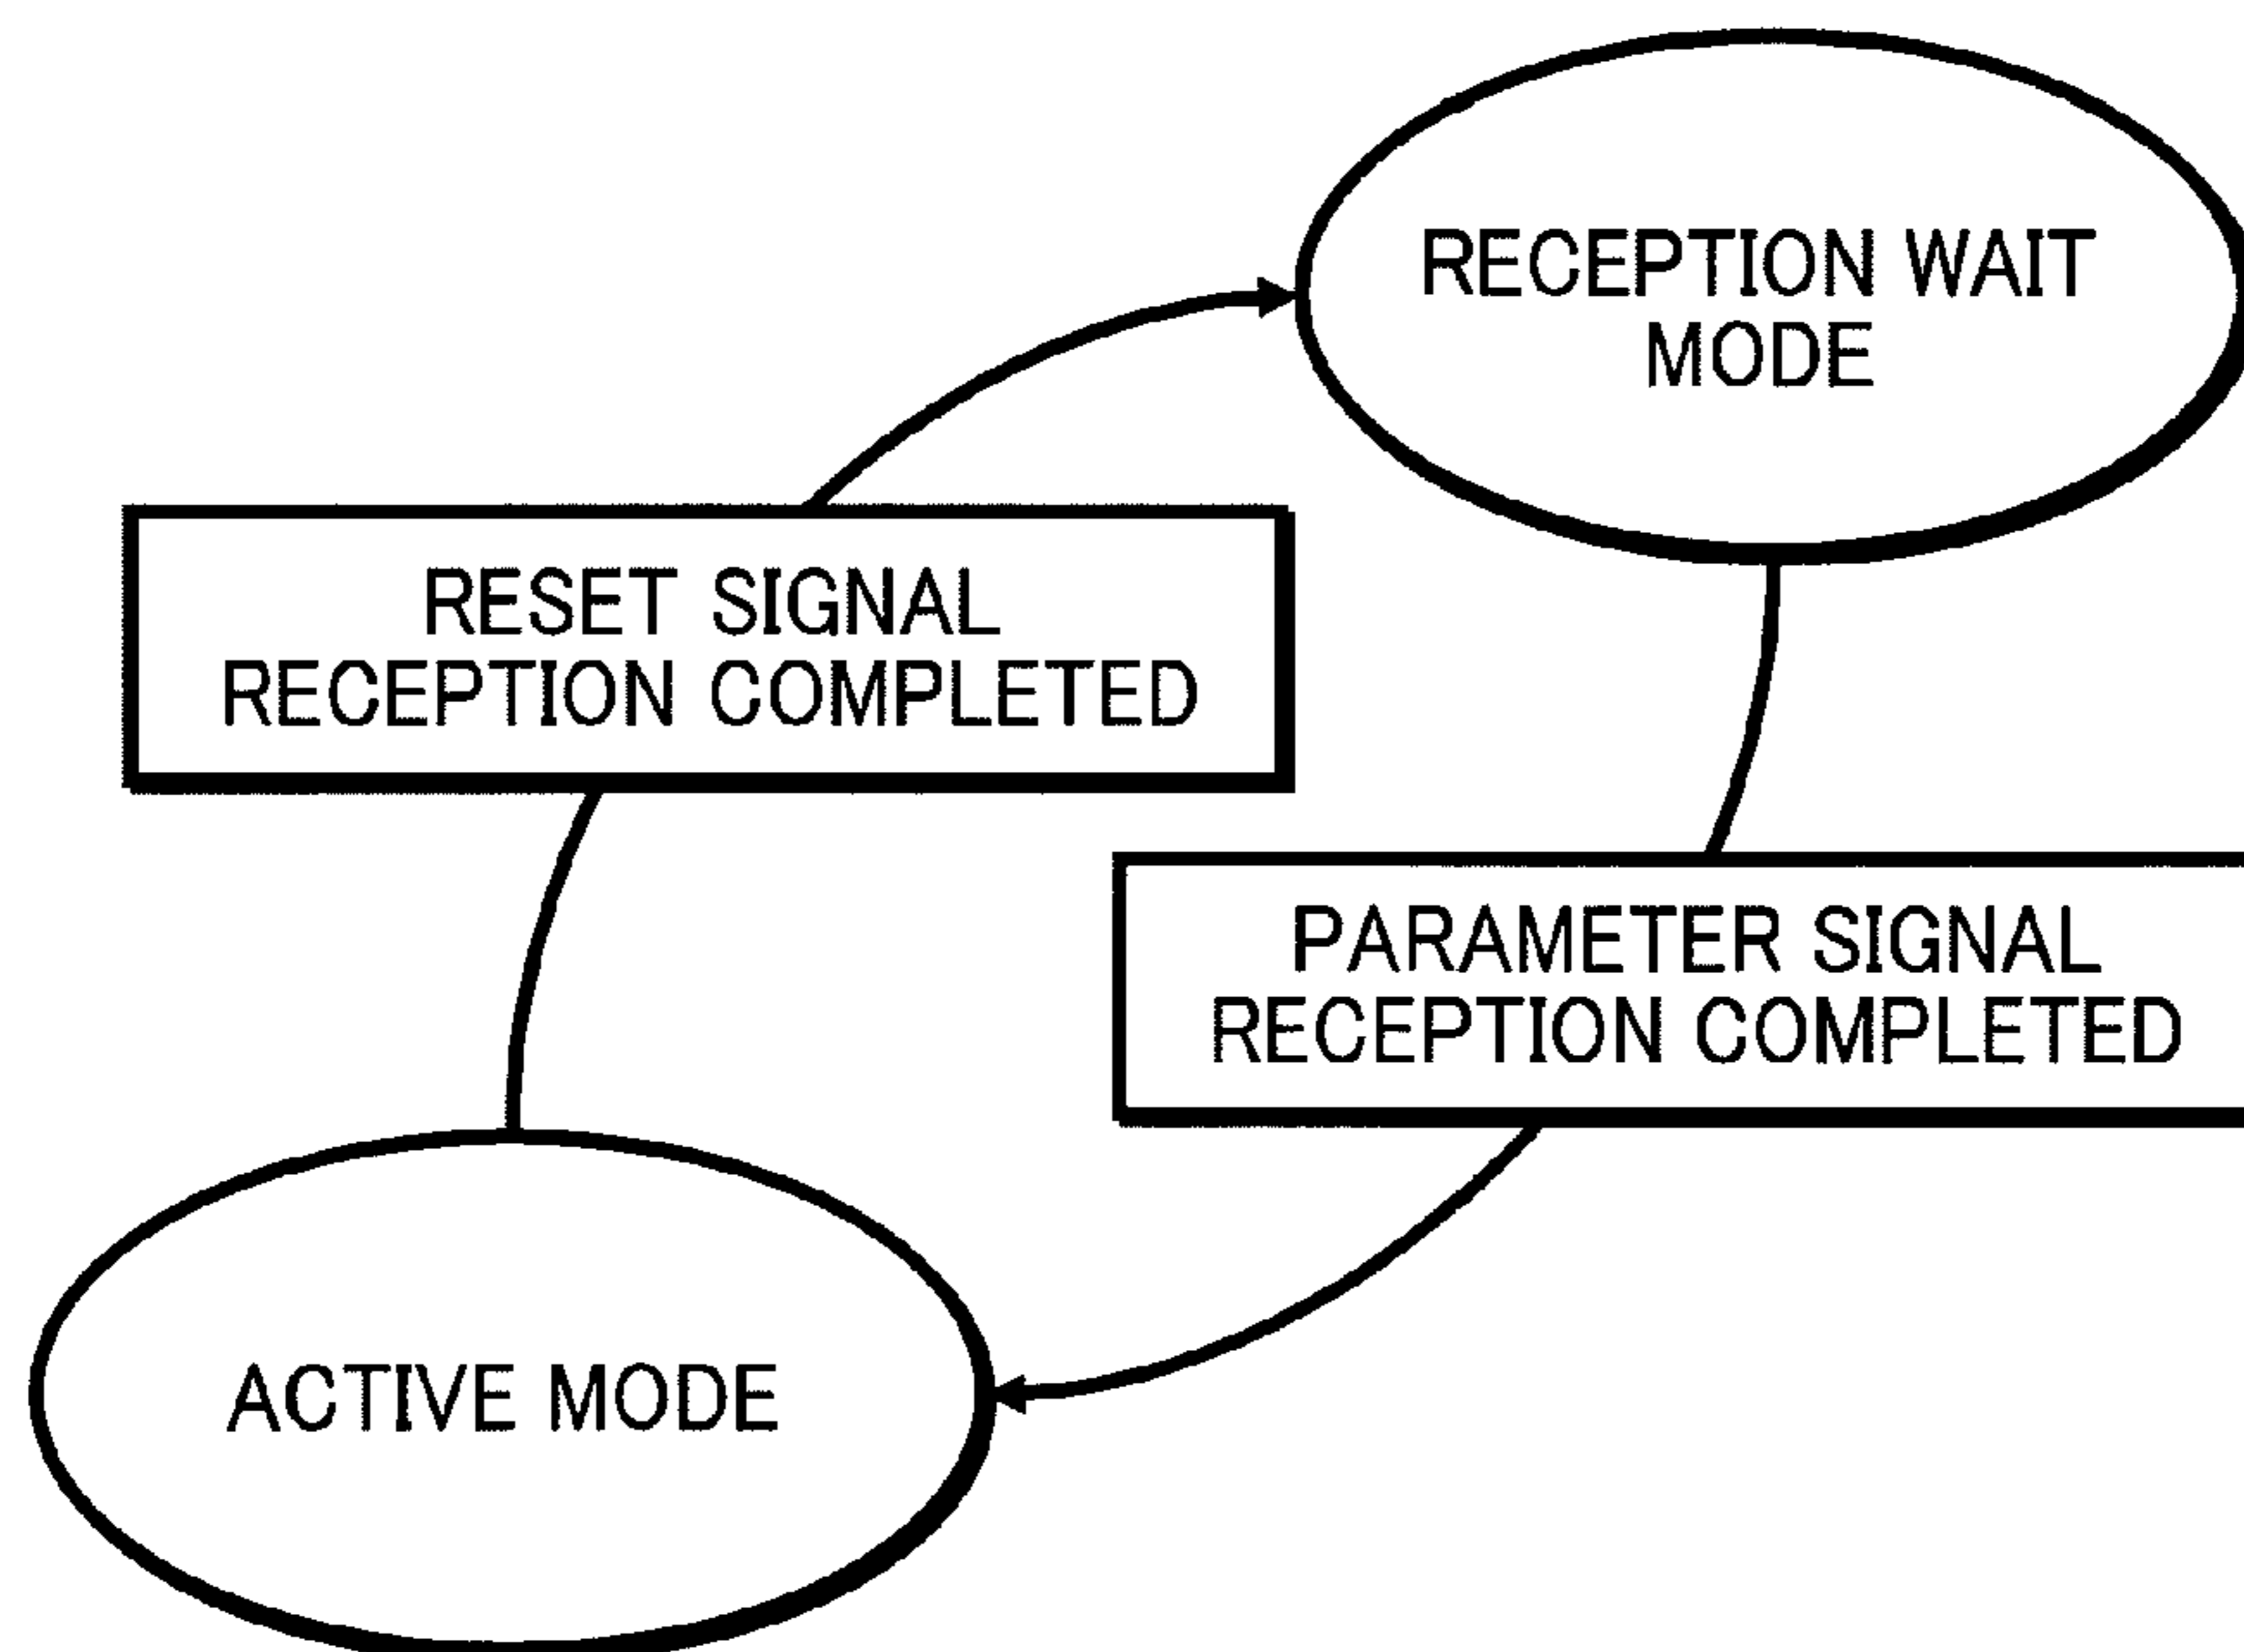 RECEPTION WAIT
MODE
RESET SIGNAL
RECEPTION COMPLETED
PARAMETER SIGNAL
RECEPTION COMPLETED
ACTIVE MODE